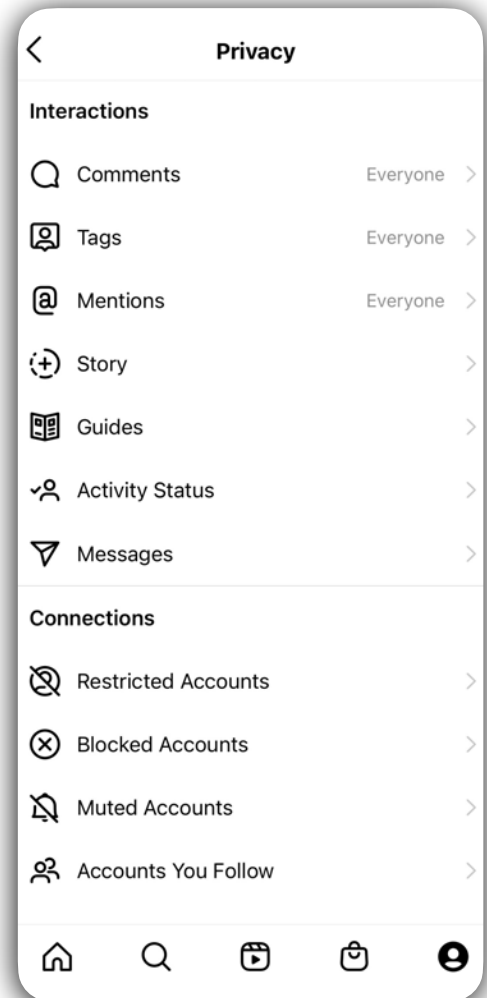 Privacy
Interactions
Comments Everyone
Tags Everyone
@ Mentions Everyone
Story
Guides
Activity Status
Messages
Connections
Restricted Accounts
Blocked Accounts
Muted Accounts
Accounts You Follow